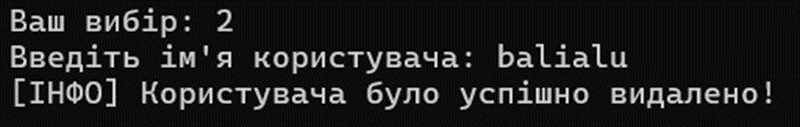 Ваш вибір: 2
Введіть ім'я користувача: balialu
[ІНФО] Користувача було успішно видалено!